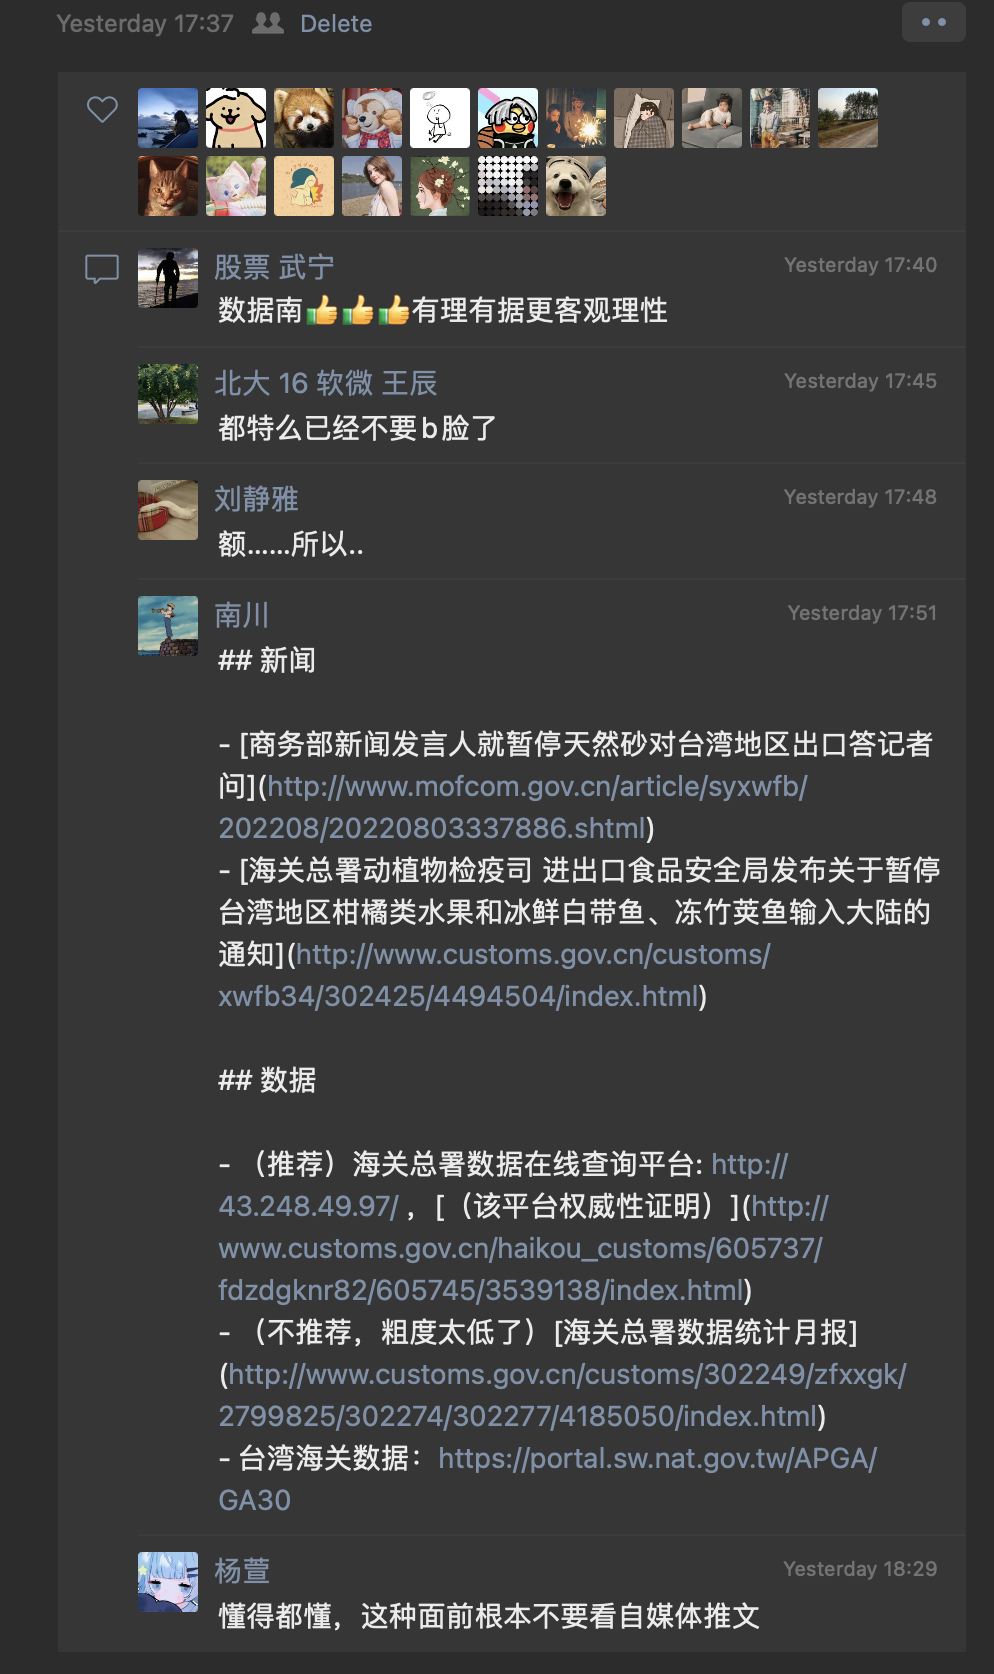 Yesterday 17:37 Delete
股票 武宁 Yesterday 17:40
数据南👍👍👍有理有据更客观理性
北大 16 软微 王辰 Yesterday 17:45
都特么已经不要b脸了
刘静雅 Yesterday 17:48
额......所以..
南川 Yesterday 17:51
## 新闻
- [商务部新闻发言人就暂停天然砂对台湾地区出口答记者
问](http://www.mofcom.gov.cn/article/syxwfb/
202208/20220803337886.shtml)
- [海关总署动植物检疫司 进出口食品安全局发布关于暂停
台湾地区柑橘类水果和冰鲜白带鱼、冻竹荚鱼输入大陆的
通知](http://www.customs.gov.cn/customs/
xwfb34/302425/4494504/index.html)
## 数据
- （推荐）海关总署数据在线查询平台: http://
43.248.49.97/ ，[（该平台权威性证明）](http://
www.customs.gov.cn/haikou_customs/605737/
fdzdgknr82/605745/3539138/index.html)
- （不推荐，粗度太低了）[海关总署数据统计月报]
(http://www.customs.gov.cn/customs/302249/zfxxgk/
2799825/302274/302277/4185050/index.html)
- 台湾海关数据：https://portal.sw.nat.gov.tw/APGA/
GA30
杨萱 Yesterday 18:29
懂得都懂，这种面前根本不要看自媒体推文